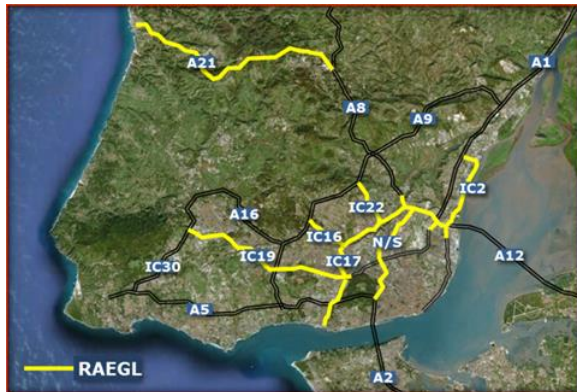 A21
A1
A8
A9
IC2
IC22
A16
IC16
N/S
IC19
IC17
A12
IC30
A5
RAEGL
A2